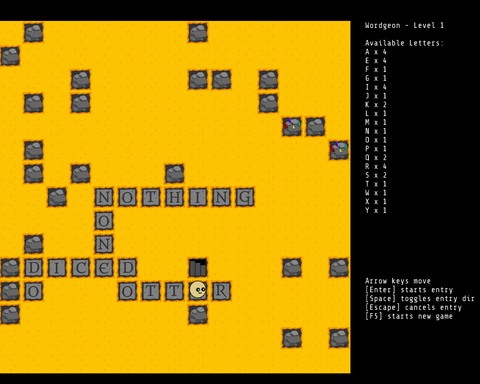 Wordgeon - Level 1
Available Letters:
A x 4
E x 4
F x 1
G x 1
I x 4
J x 1
K x 2
L x 1
M x 1
N x 1
O x 1
P x 1
Q x 2
R x 4
S x 2
T x 1
W x 1
X x 1
Y x 1
NOTHING
O
N
DICED
O OTT R
Arrow keys move
[Enter] starts entry
[Space] toggles entry dir
[Escape] cancels entry
[F5] starts new game